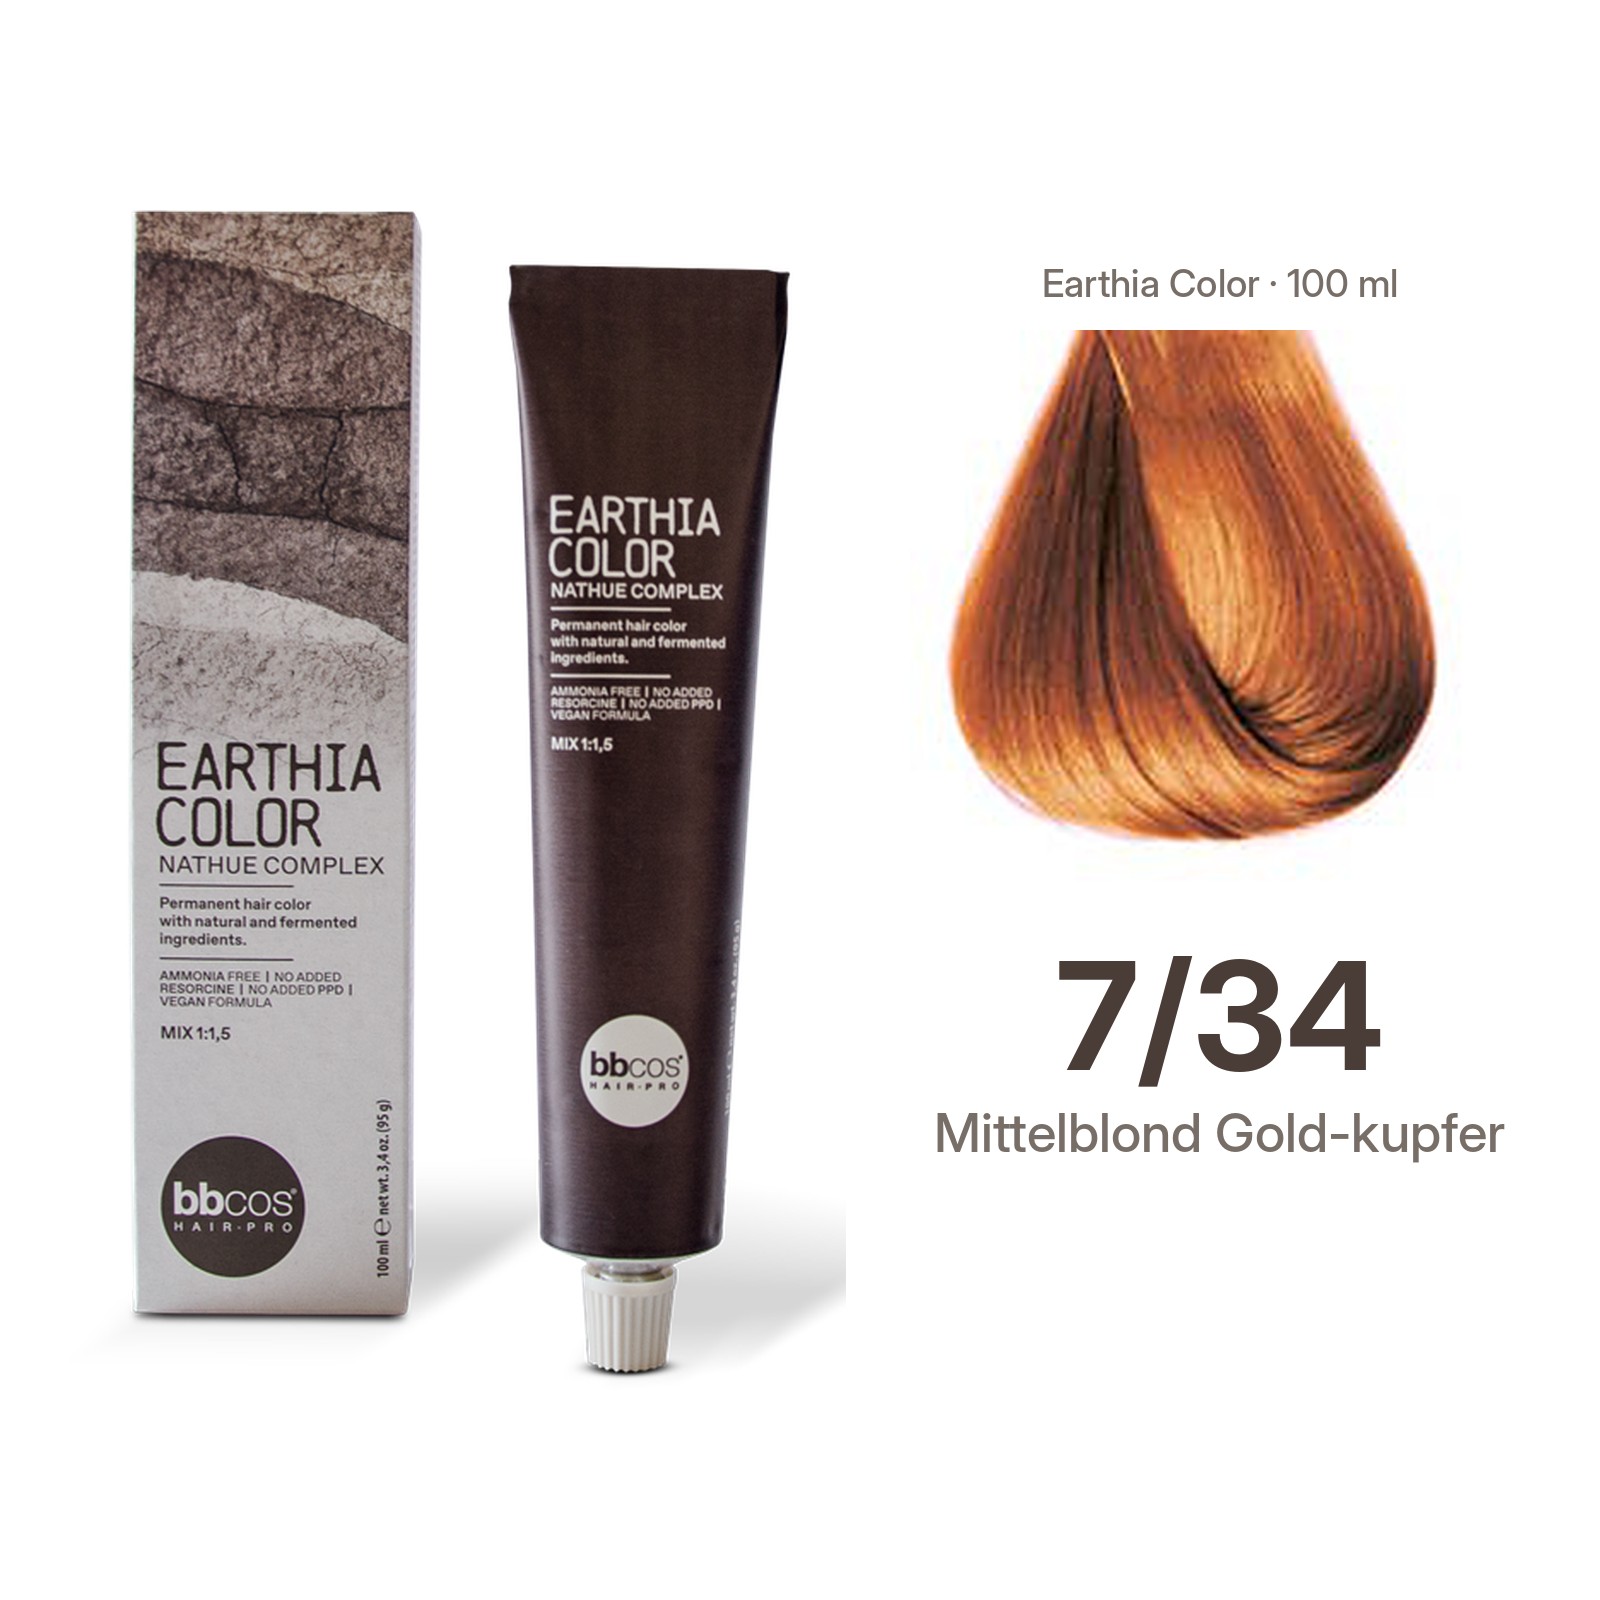 EARTHIA
COLOR
NATHUE COMPLEX
Permanent hair color
with natural and fermented
ingredients.
AMMONIA FREE | NO ADDED
RESORCINE | NO ADDED PPD |
VEGAN FORMULA
MIX 1:1,5
bbcos®
HAIR·PRO
100 ml ℮ net wt. 3,4 oz. (95 g)
EARTHIA
COLOR
NATHUE COMPLEX
Permanent hair color
with natural and fermented
ingredients.
AMMONIA FREE | NO ADDED
RESORCINE | NO ADDED PPD |
VEGAN FORMULA
MIX 1:1,5
bbcos®
HAIR·PRO
Earthia Color · 100 ml
7/34
Mittelblond Gold-kupfer